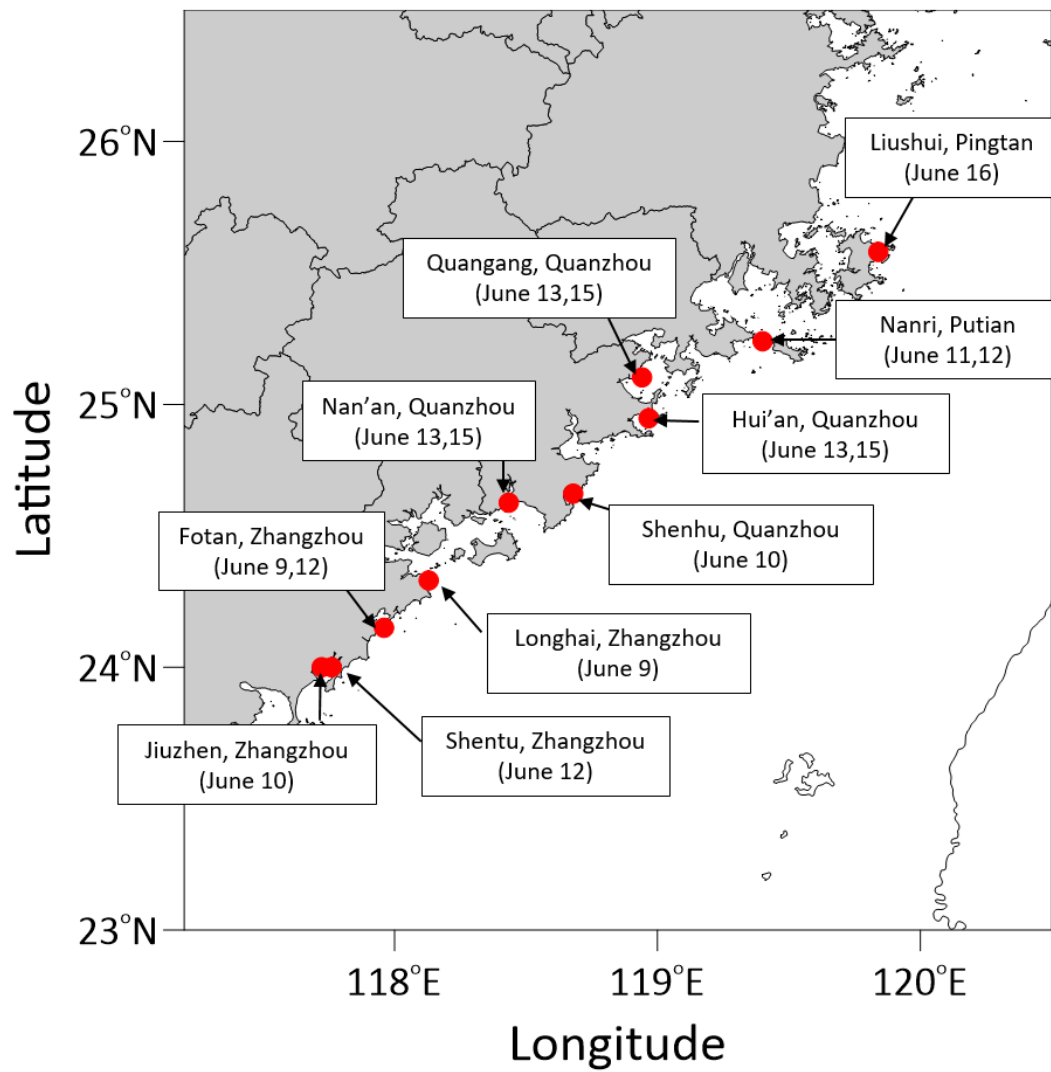 26°N
Liushui, Pingtan
(June 16)
Quangang, Quanzhou
(June 13,15)
Nanri, Putian
(June 11,12)
25°N
Nan'an, Quanzhou
(June 13,15)
Hui'an, Quanzhou
(June 13,15)
Latitude
Fotan, Zhangzhou
(June 9,12)
Shenhu, Quanzhou
(June 10)
Longhai, Zhangzhou
(June 9)
24°N
Jiuzhen, Zhangzhou
(June 10)
Shentu, Zhangzhou
(June 12)
23°N
118°E
119°E
120°E
Longitude